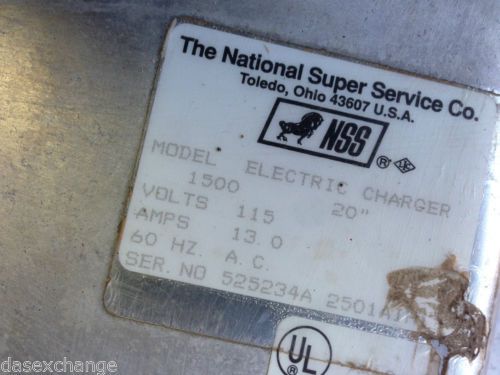 The National Super Service Co.
Toledo, Ohio 43607 U.S.A.
NSS ®
MODEL ELECTRIC CHARGER
1500 20"
VOLTS 115
AMPS 13.0
60 HZ. A.C.
SER. NO 525234A 2501A1
UL ®
dasexchange